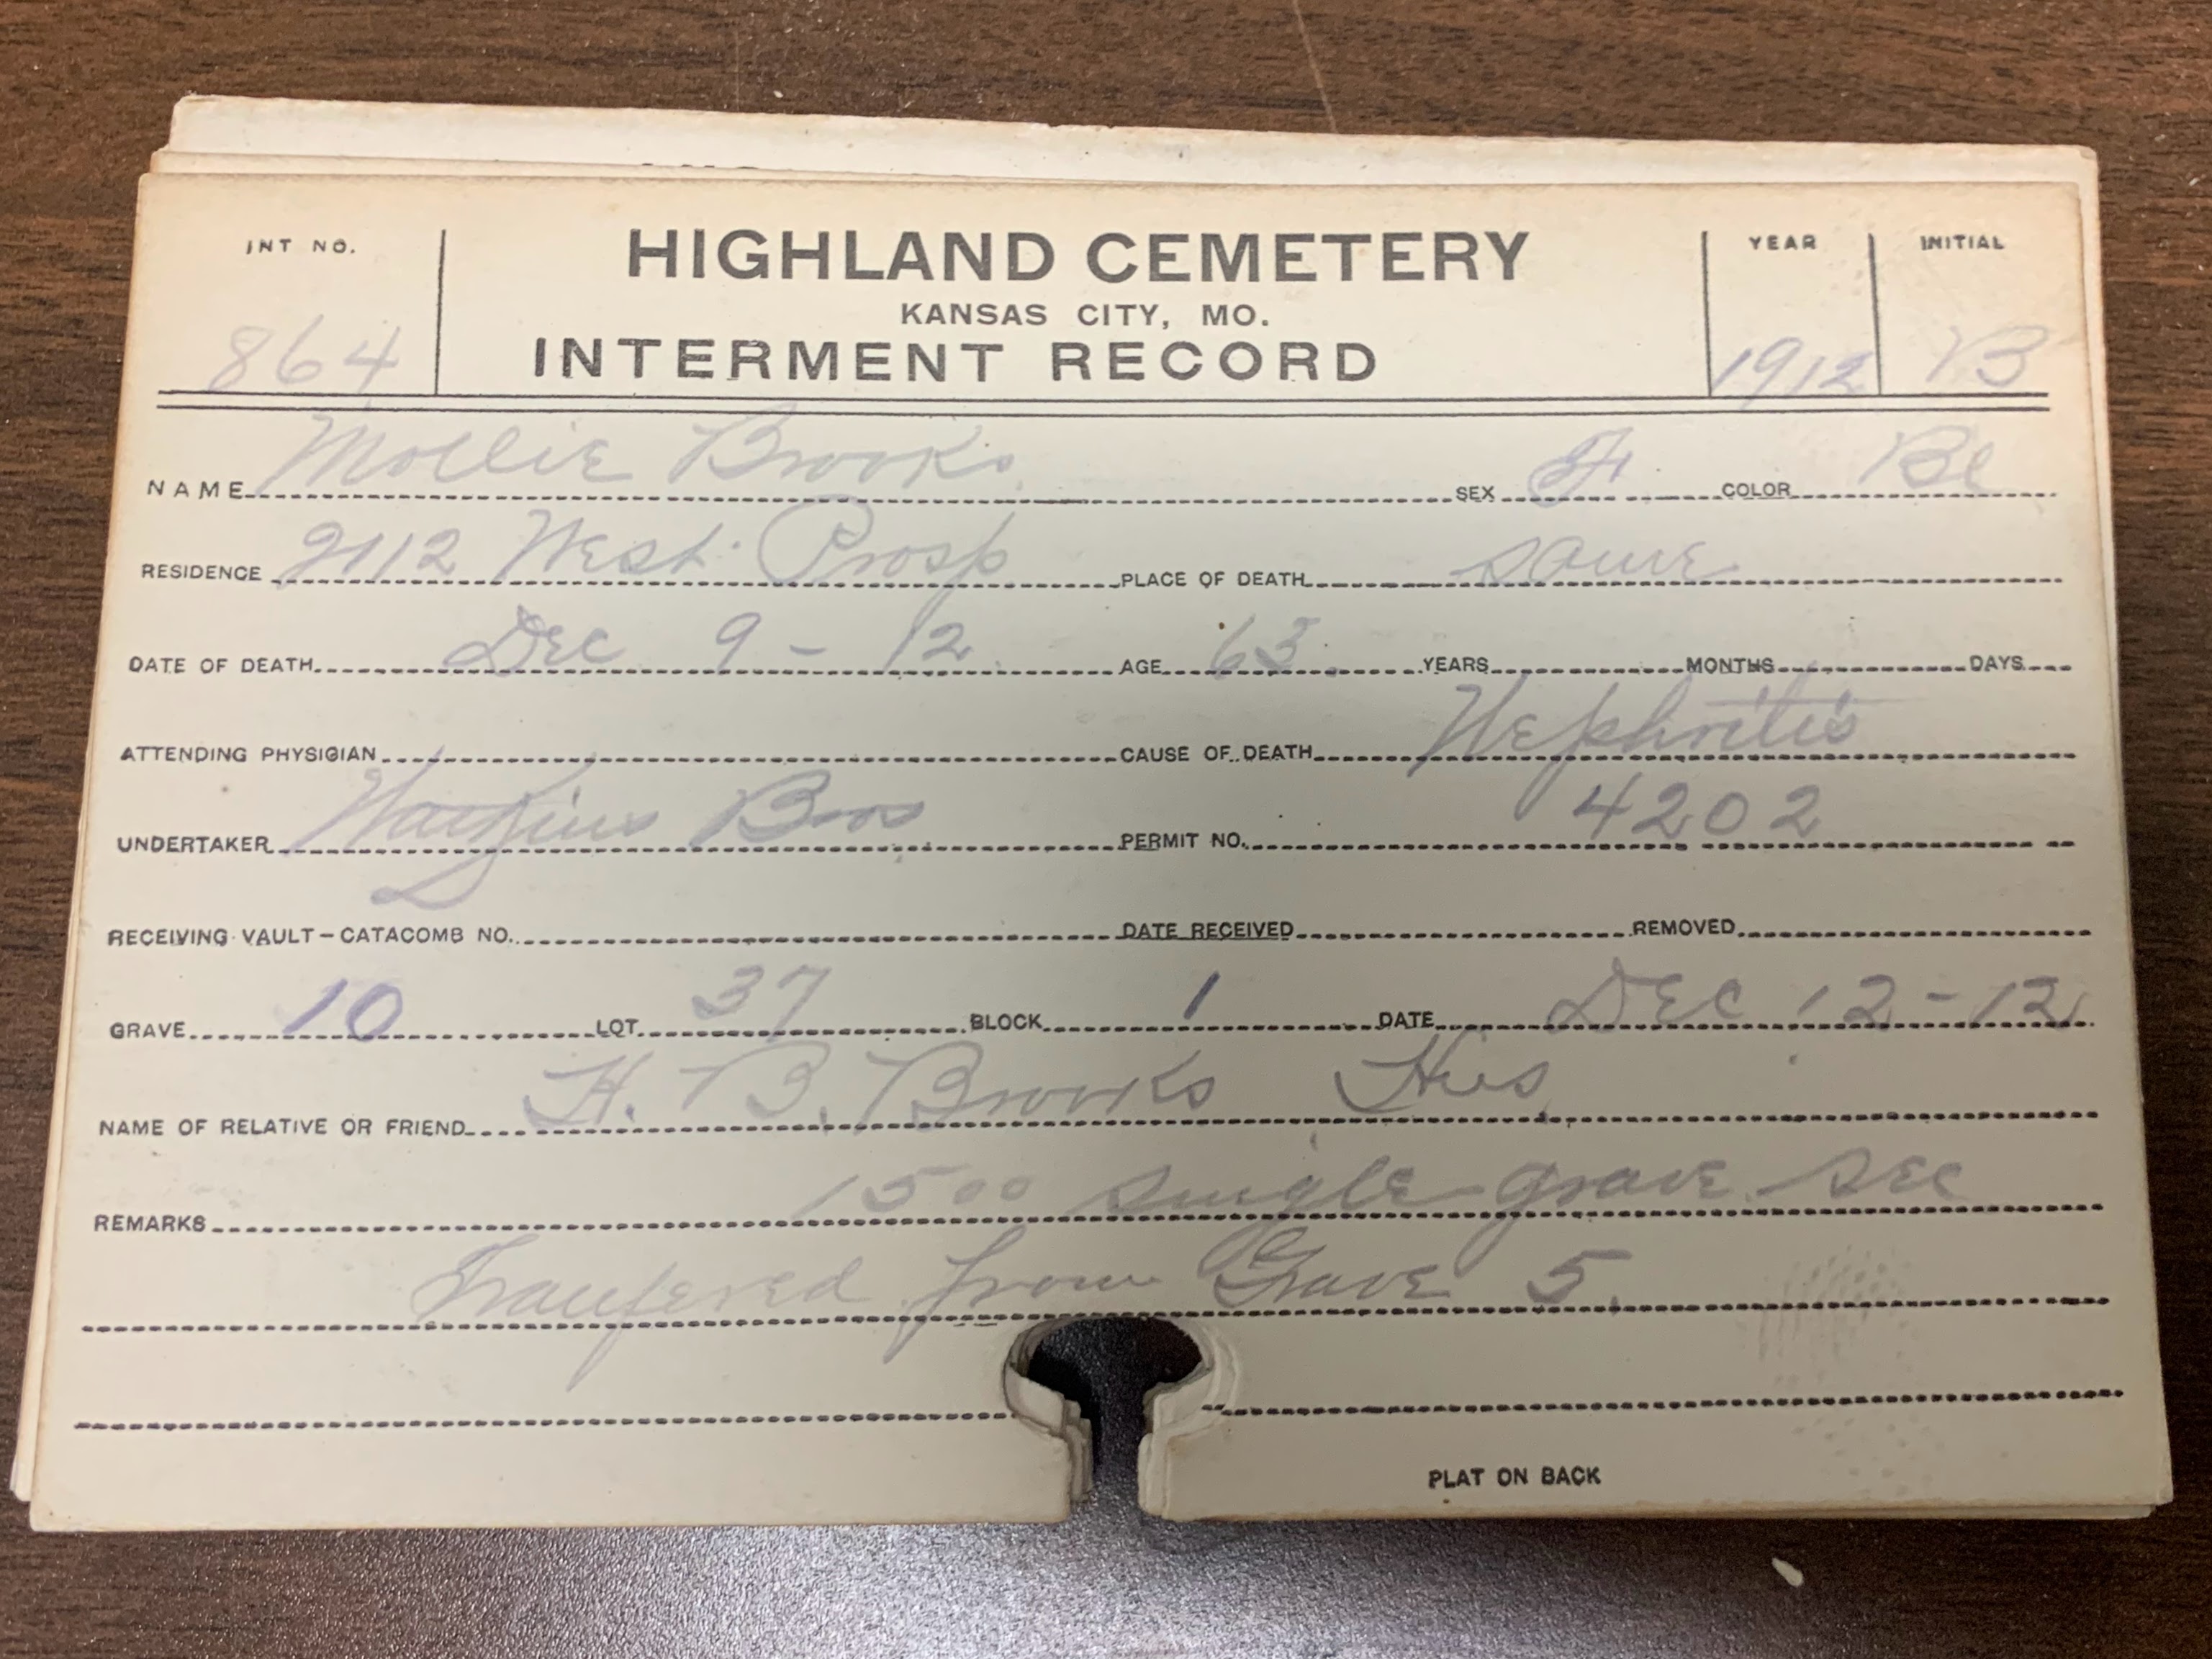 INT NO. HIGHLAND CEMETERY YEAR INITIAL
KANSAS CITY, MO.
864 INTERMENT RECORD 1912 B
NAME Mollie Brooks SEX F COLOR Bl
RESIDENCE 2112 West Prosp PLACE OF DEATH same
DATE OF DEATH Dec 9-12 AGE 63 YEARS MONTHS DAYS
ATTENDING PHYSICIAN CAUSE OF DEATH Nephritis
UNDERTAKER Watkins Bros PERMIT NO. 4202
RECEIVING VAULT-CATACOMB NO. DATE RECEIVED REMOVED
GRAVE 10 LOT 37 BLOCK 1 DATE DEC 12-12
NAME OF RELATIVE OR FRIEND H. B. Brooks Hus
REMARKS 15 00 single grave sec
Tranfered from Grave 5.
PLAT ON BACK